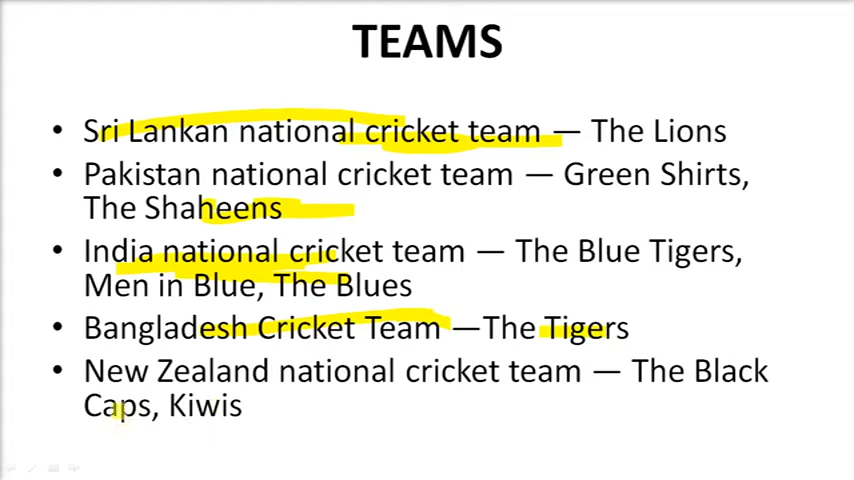 TEAMS
• Sri Lankan national cricket team — The Lions
• Pakistan national cricket team — Green Shirts,
The Shaheens
• India national cricket team — The Blue Tigers,
Men in Blue, The Blues
• Bangladesh Cricket Team —The Tigers
• New Zealand national cricket team — The Black
Caps, Kiwis